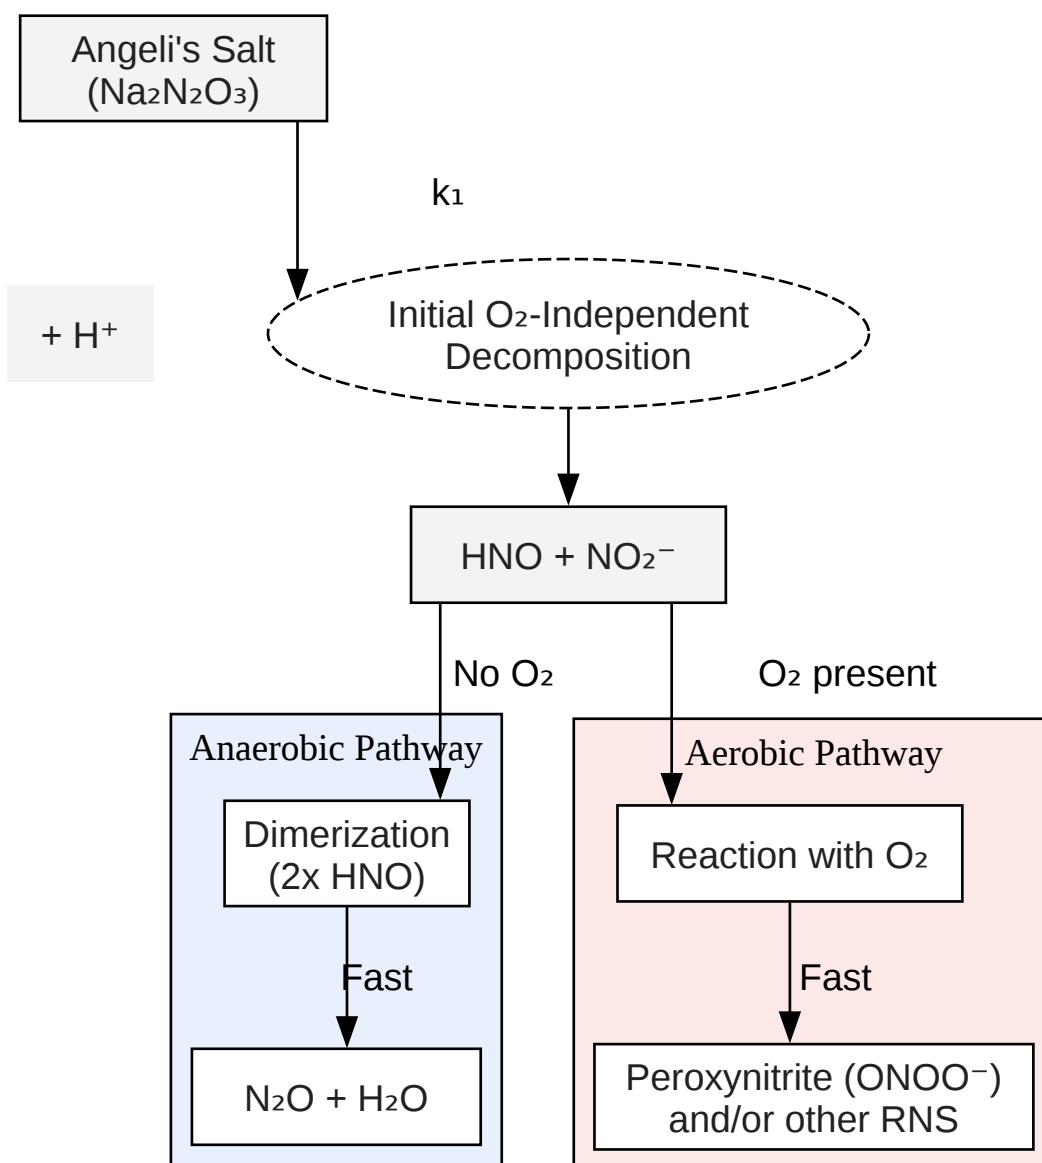 Angeli's Salt
(Na₂N₂O₃)
k₁
+ H⁺
Initial O₂-Independent
Decomposition
HNO + NO₂⁻
No O₂
O₂ present
Anaerobic Pathway
Aerobic Pathway
Dimerization
(2x HNO)
Reaction with O₂
Fast
Fast
N₂O + H₂O
Peroxynitrite (ONOO⁻)
and/or other RNS